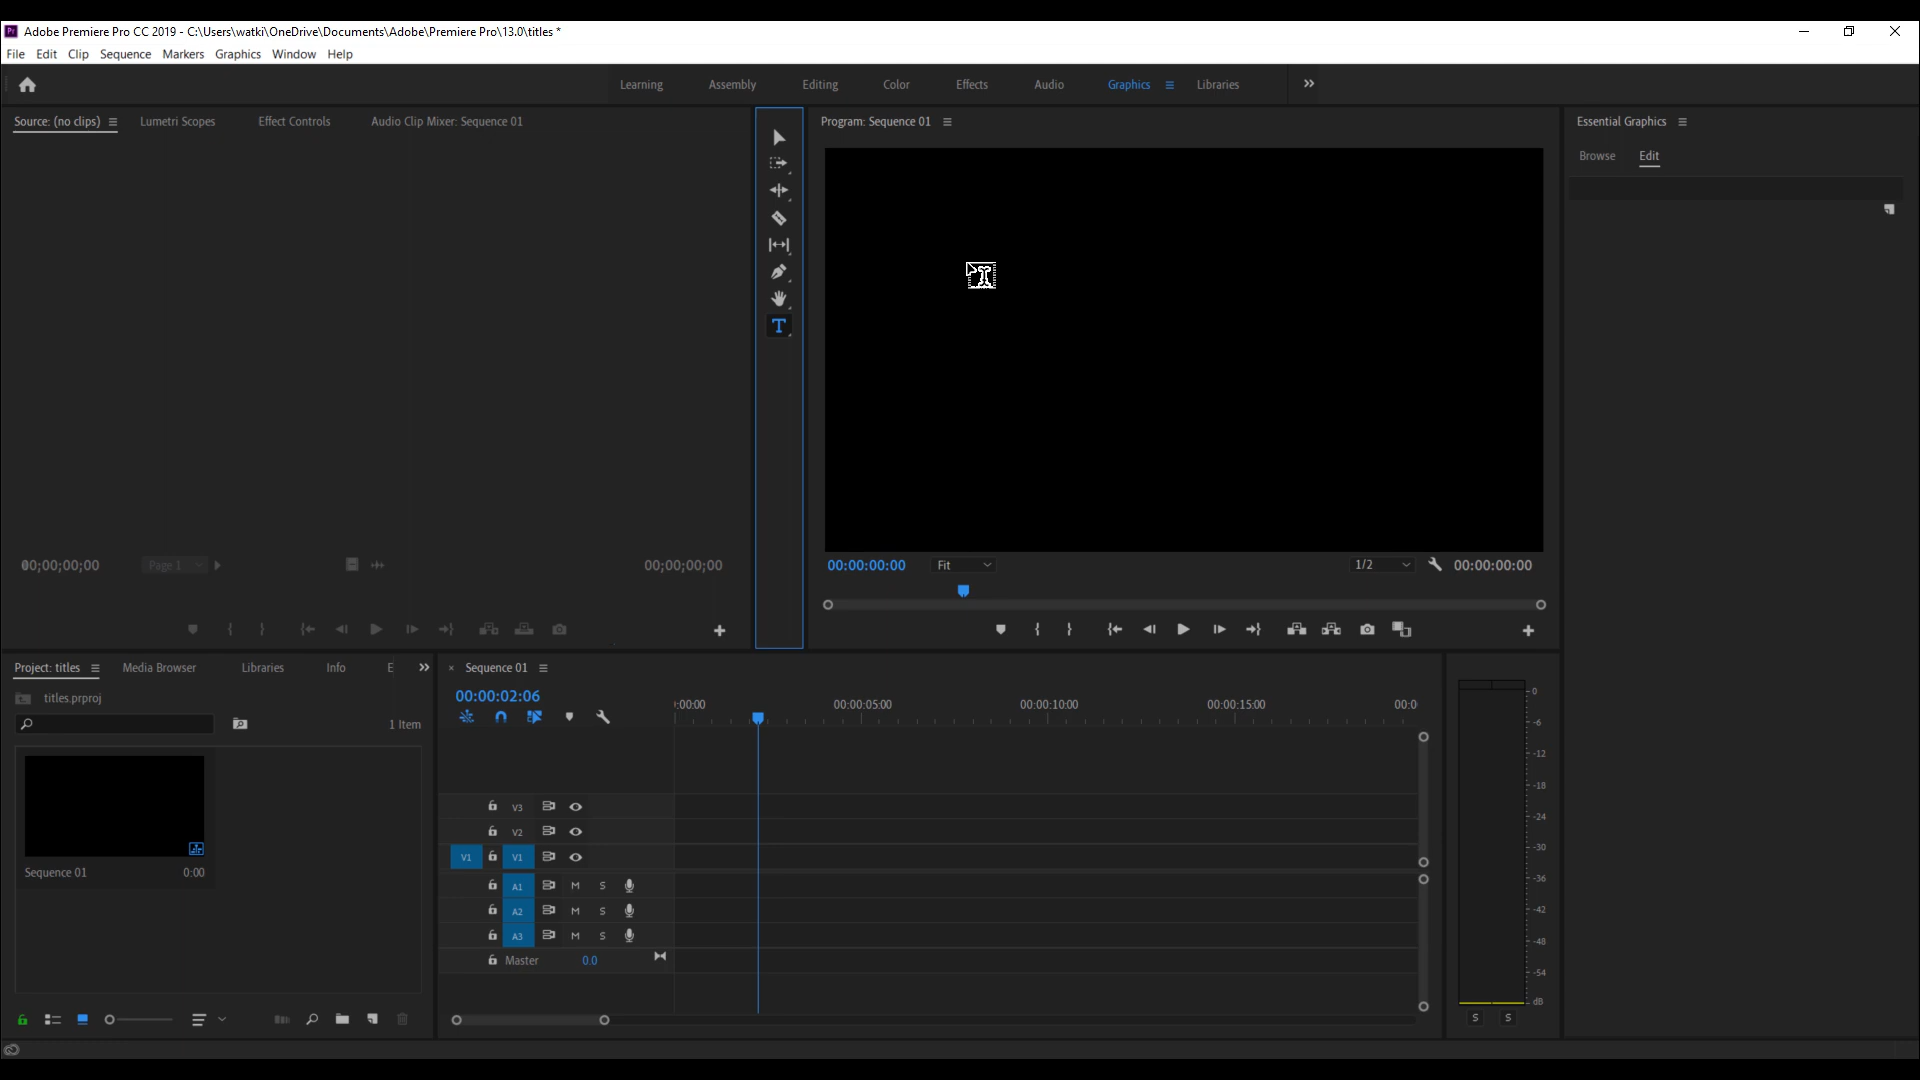 Adobe Premiere Pro CC 2019 - C:\Users\watki\OneDrive\Documents\Adobe\Premiere Pro\13.0\titles *
File Edit Clip Sequence Markers Graphics Window Help
Learning Assembly Editing Color Effects Audio Graphics Libraries
Source: (no clips) Lumetri Scopes Effect Controls Audio Clip Mixer: Sequence 01
Program: Sequence 01
Essential Graphics
Browse Edit
00;00;00;00 Page 1 00;00;00;00
00:00:00:00 Fit 1/2 00:00:00:00
Project: titles Media Browser Libraries Info E
titles.prproj
1 Item
Sequence 01 0:00
Sequence 01
00:00:02:06
:00:00 00:00:05:00 00:00:10:00 00:00:15:00 00:0
V3
V2
V1 V1
A1 M S
A2 M S
A3 M S
Master 0.0
0
-6
-12
-18
-24
-30
-36
-42
-48
-54
dB
S S